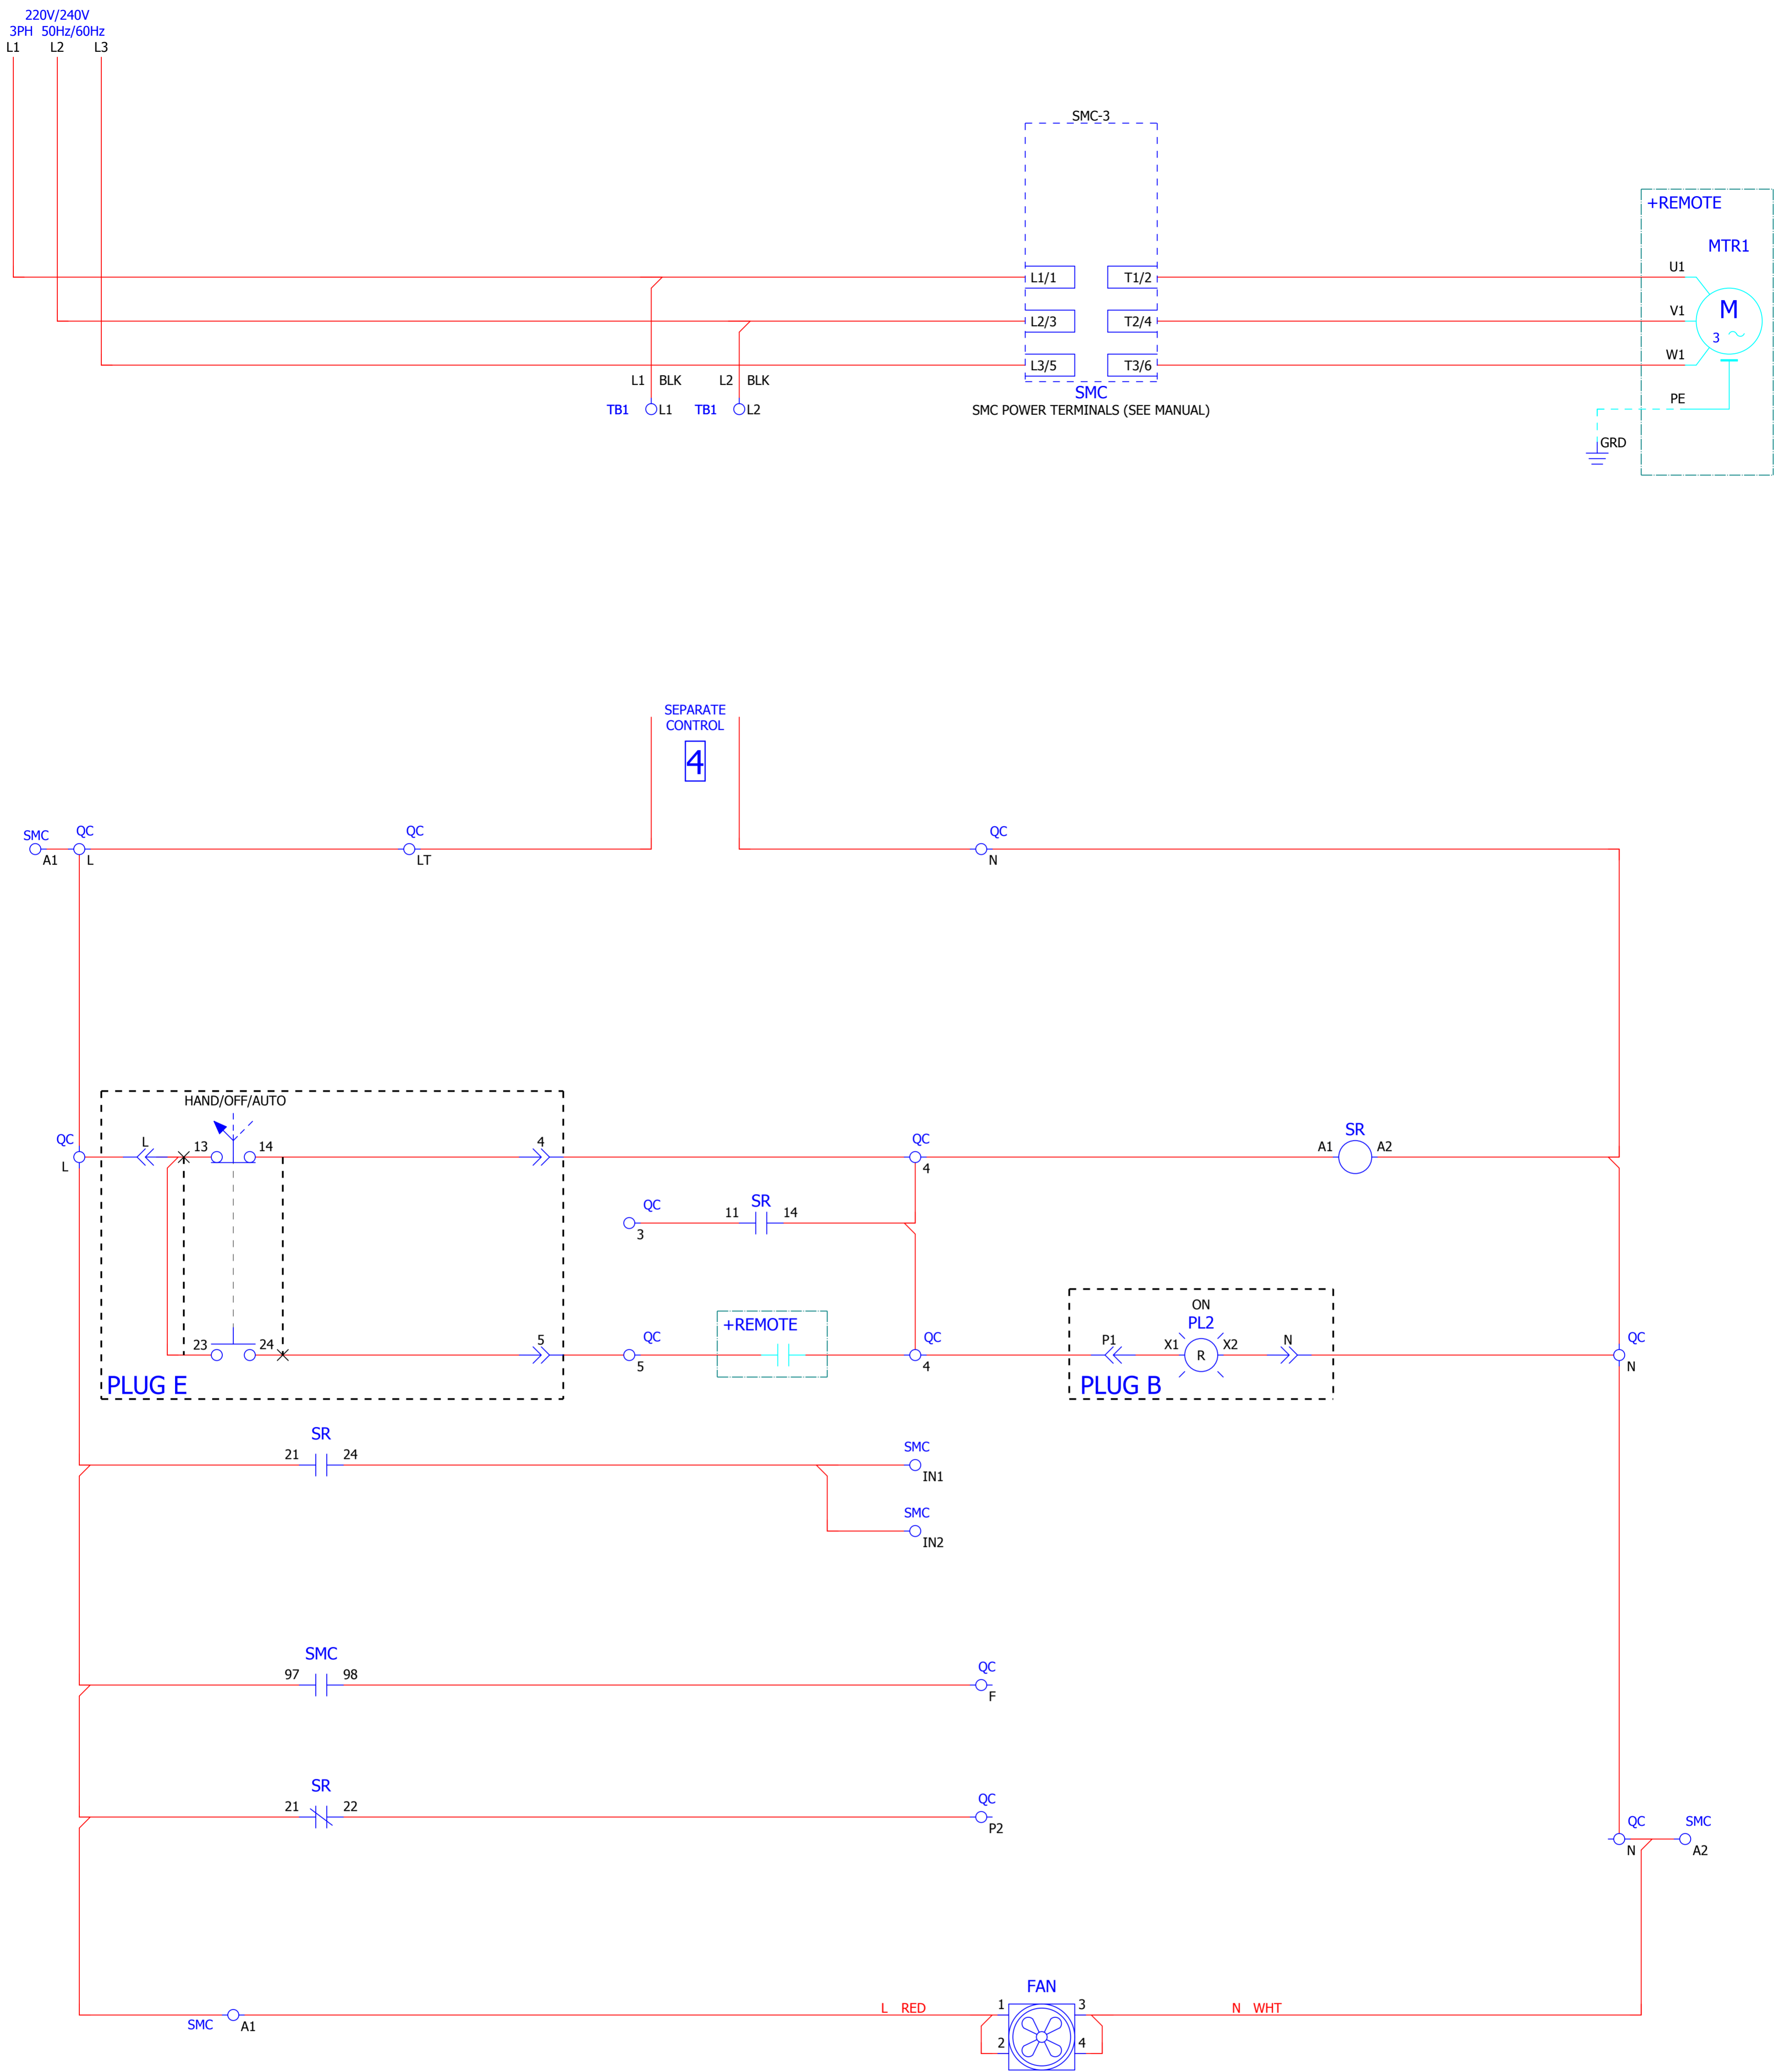 220V/240V
3PH 50Hz/60Hz
L1 L2 L3
SMC-3
+REMOTE
MTR1
U1
L1/1 T1/2
M
V1
3
L2/3 T2/4
W1
L3/5 T3/6
L1 BLK L2 BLK
SMC
PE
TB1 L1 TB1 L2
SMC POWER TERMINALS (SEE MANUAL)
GRD
SEPARATE
CONTROL
4
SMC QC QC QC
A1 L LT N
HAND/OFF/AUTO
QC L 13 14 4 QC SR
A1 A2
L 4
QC SR
11 14
3
ON
+REMOTE
PL2
23 24 5 QC QC P1 X1 X2 N QC
R
5 4 N
PLUG E PLUG B
SR
21 24 SMC
IN1
SMC
IN2
SMC
97 98 QC
F
SR
21 22 QC
P2
QC SMC
N A2
FAN
L RED 1 3 N WHT
SMC A1
2 4